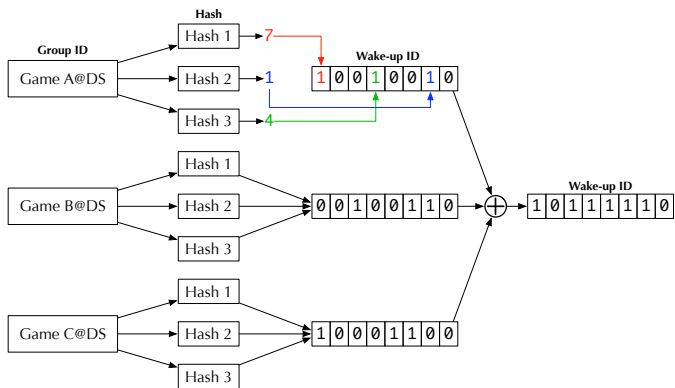 Hash
Group ID
Hash 1
7
Wake-up ID
Game A@DS
Hash 2
1
1 0 0 1 0 0 1 0
Hash 3
4
Hash 1
Wake-up ID
Game B@DS
Hash 2
0 0 1 0 0 1 1 0
1 0 1 1 1 1 1 0
Hash 3
Hash 1
Game C@DS
Hash 2
1 0 0 0 1 1 0 0
Hash 3